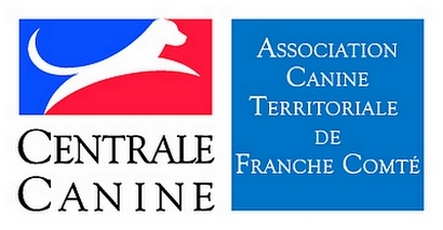 CENTRALE
CANINE
ASSOCIATION
CANINE
TERRITORIALE
DE
FRANCHE COMTÉ